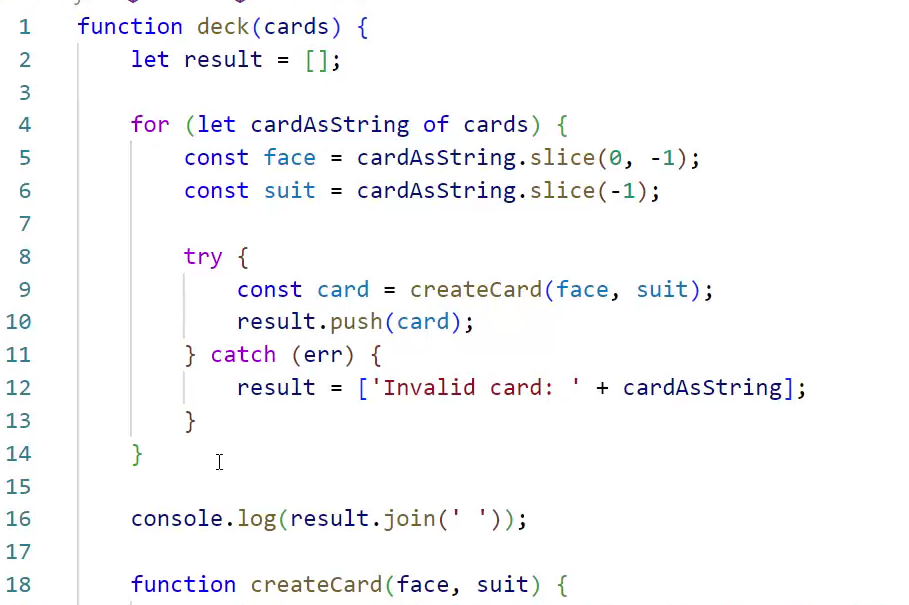 1 function deck(cards) {
2 let result = [];
3
4 for (let cardAsString of cards) {
5 const face = cardAsString.slice(0, -1);
6 const suit = cardAsString.slice(-1);
7
8 try {
9 const card = createCard(face, suit);
10 result.push(card);
11 } catch (err) {
12 result = ['Invalid card: ' + cardAsString];
13 }
14 }
15
16 console.log(result.join(' '));
17
18 function createCard(face, suit) {